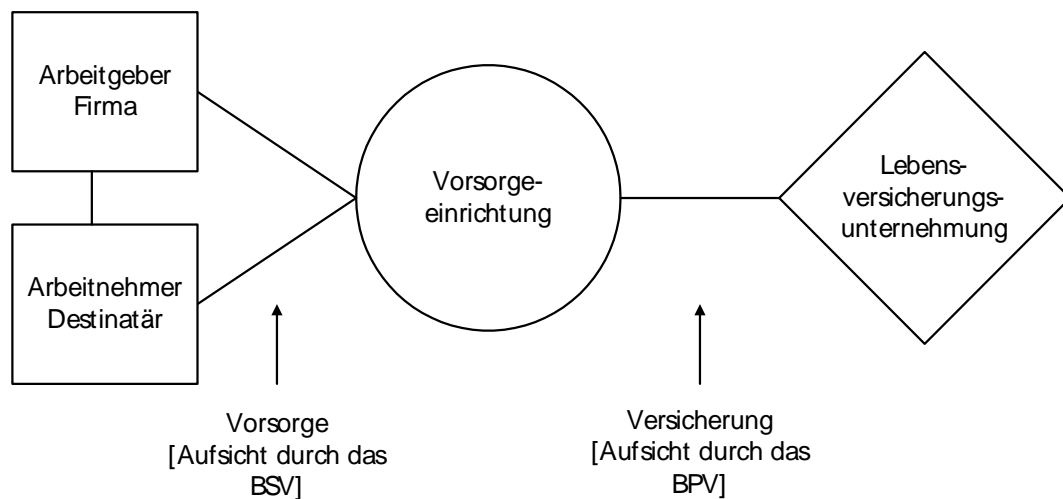 Arbeitgeber
Firma
Arbeitnehmer
Destinatär
Vorsorge-
einrichtung
Lebens-
versicherungs-
unternehmung
Vorsorge
[Aufsicht durch das
BSV]
Versicherung
[Aufsicht durch das
BPV]